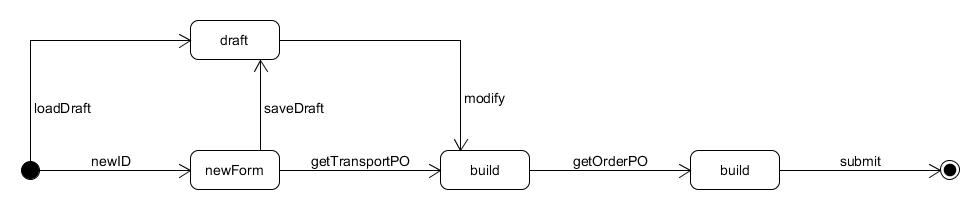 draft
loadDraft
saveDraft
modify
newID
newForm
getTransportPO
build
getOrderPO
build
submit